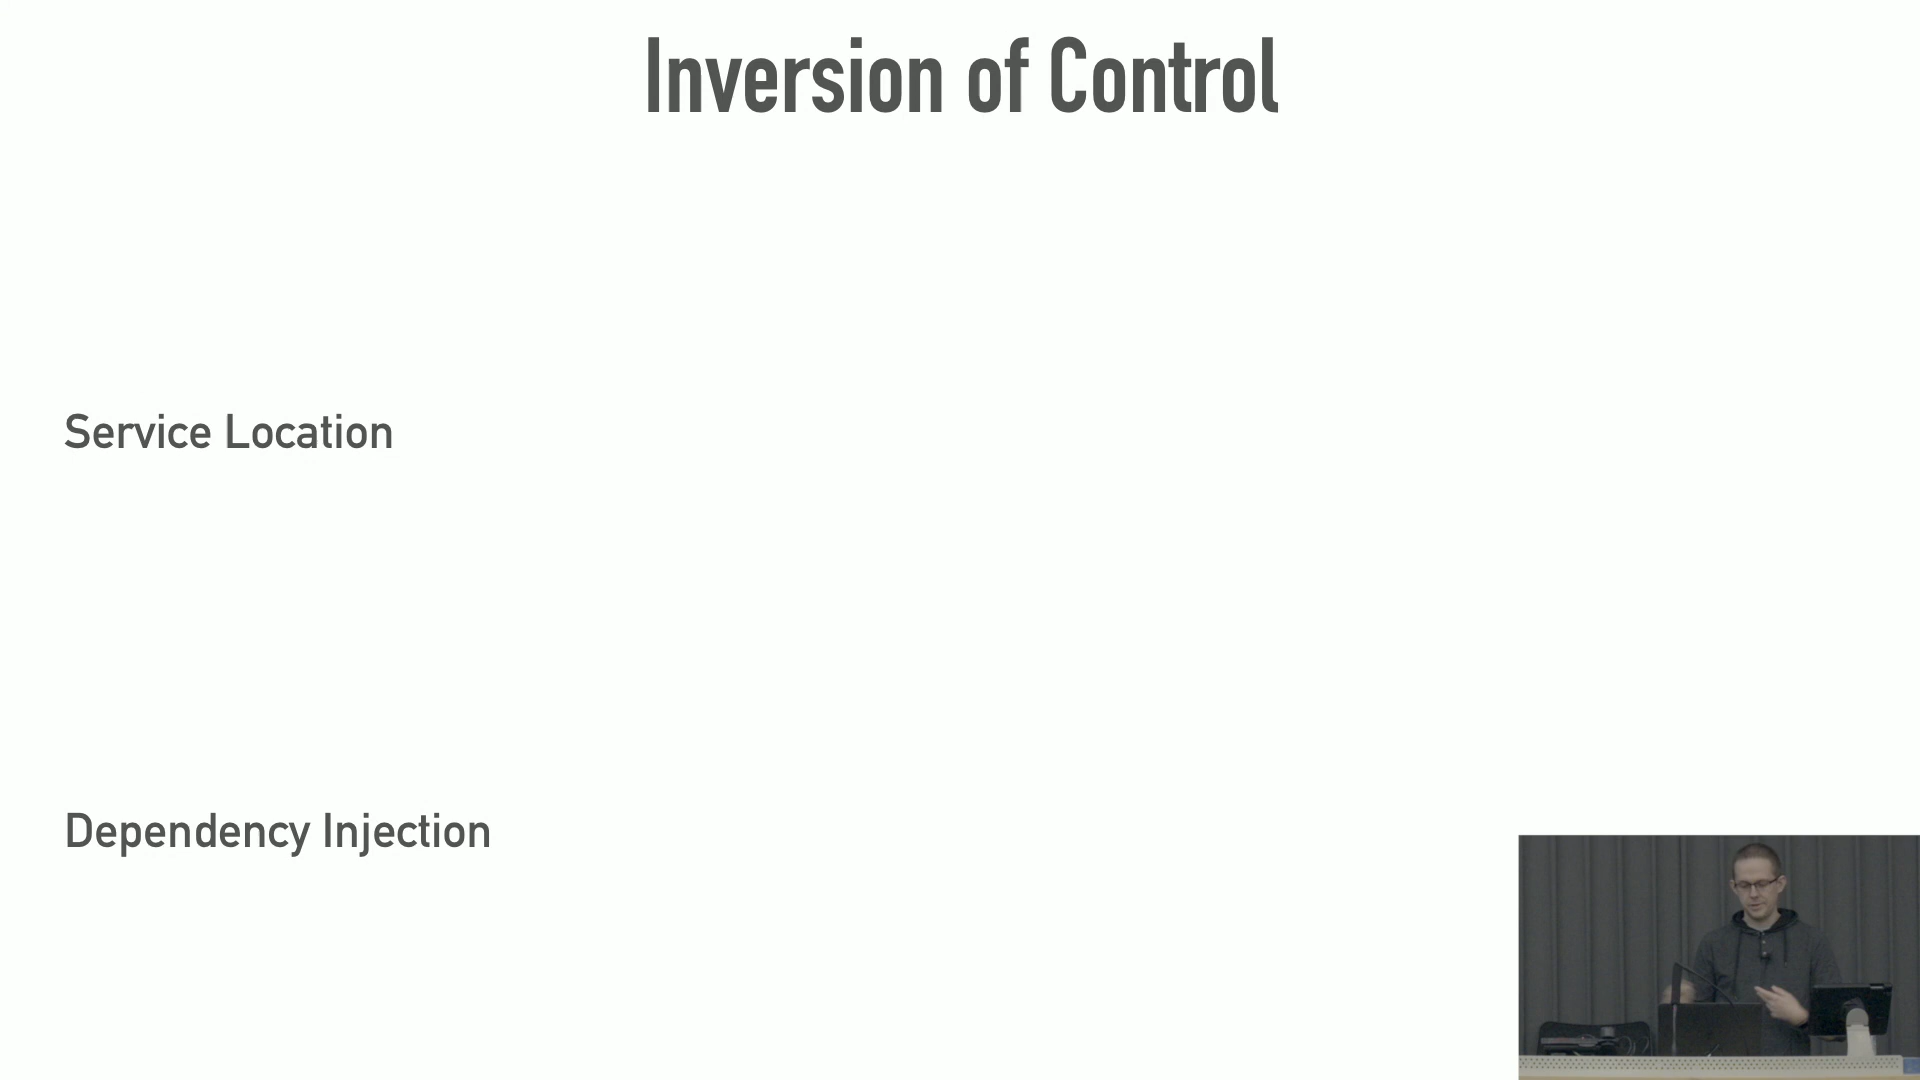 Inversion of Control
Service Location
Dependency Injection